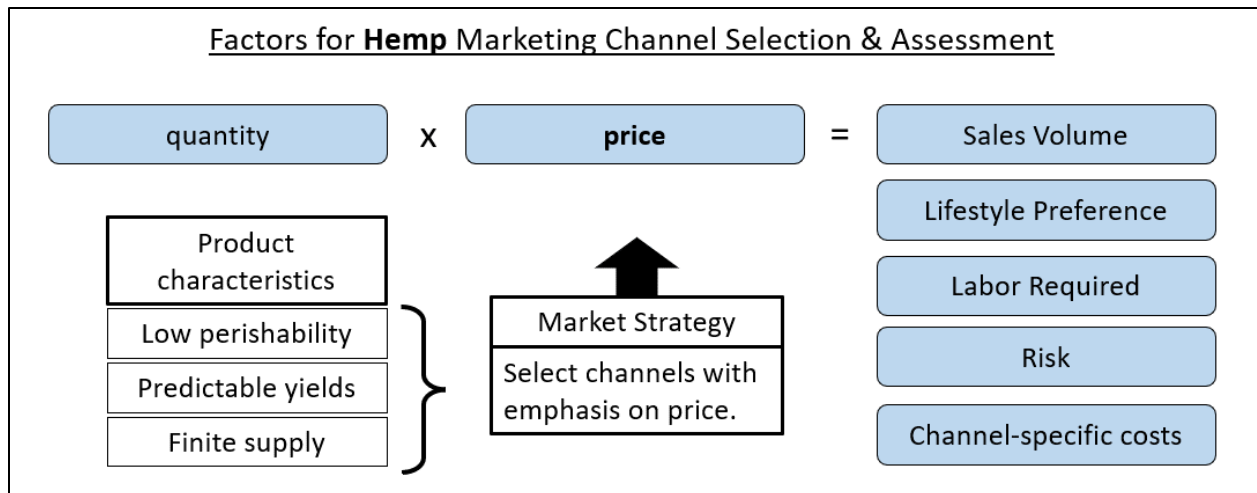 Factors for Hemp Marketing Channel Selection & Assessment
quantity x price = Sales Volume
Lifestyle Preference
Labor Required
Risk
Channel-specific costs
Product
characteristics
Low perishability
Predictable yields
Finite supply
Market Strategy
Select channels with
emphasis on price.